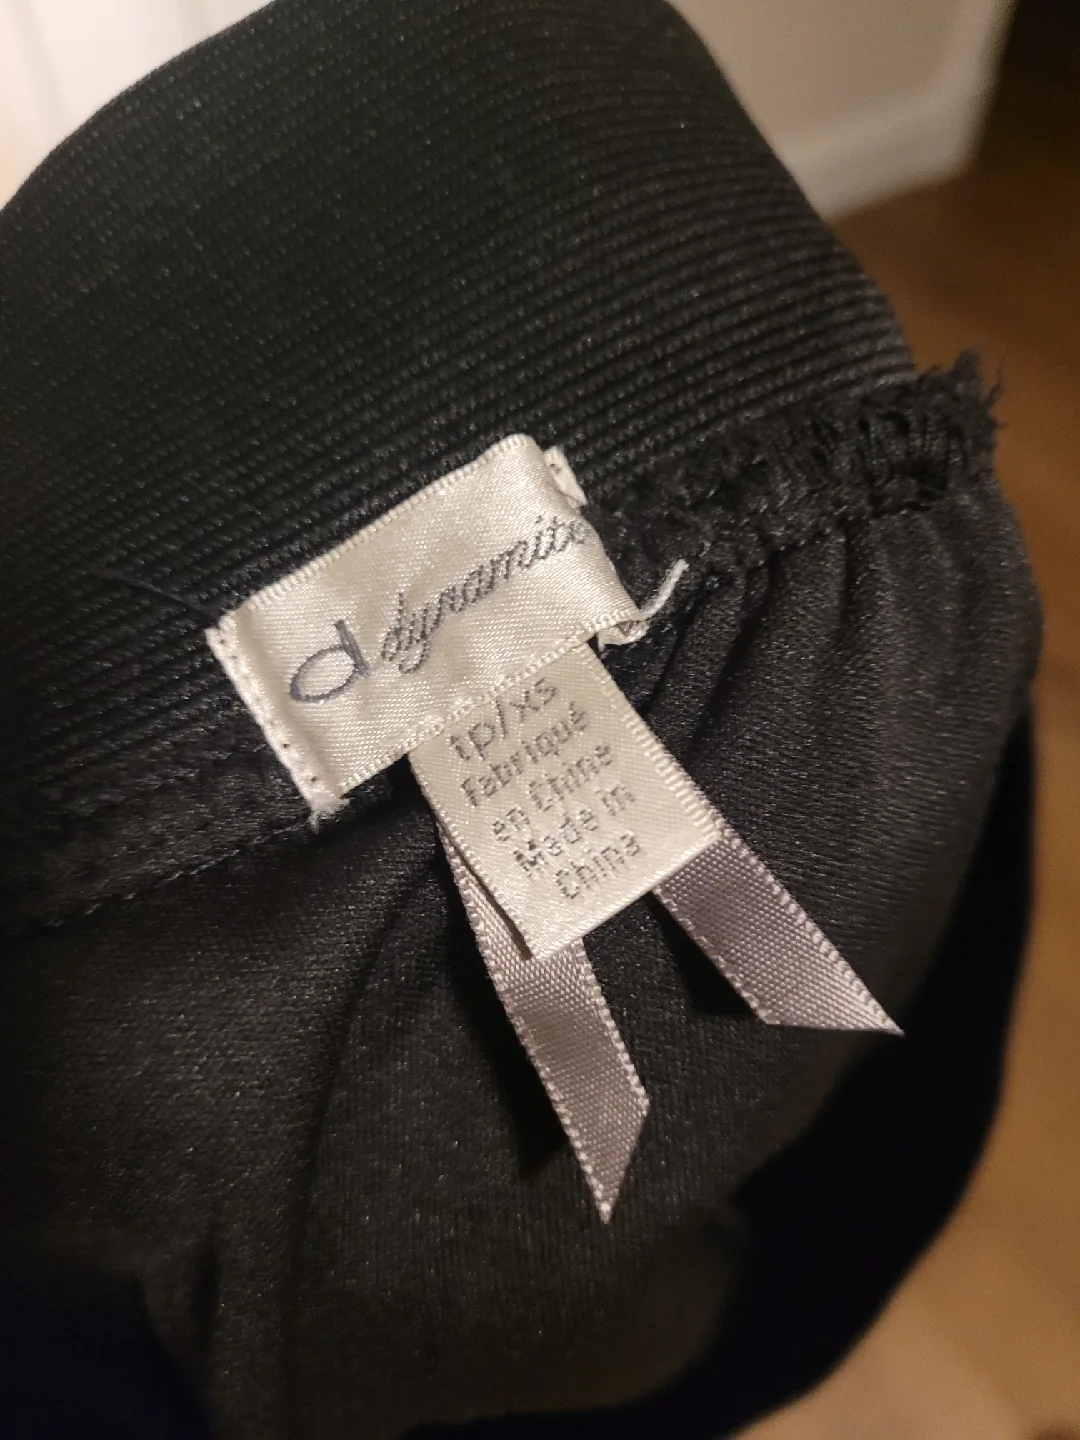 d dynamite
tp/xs
Fabriqué
en Chine
Made in
China